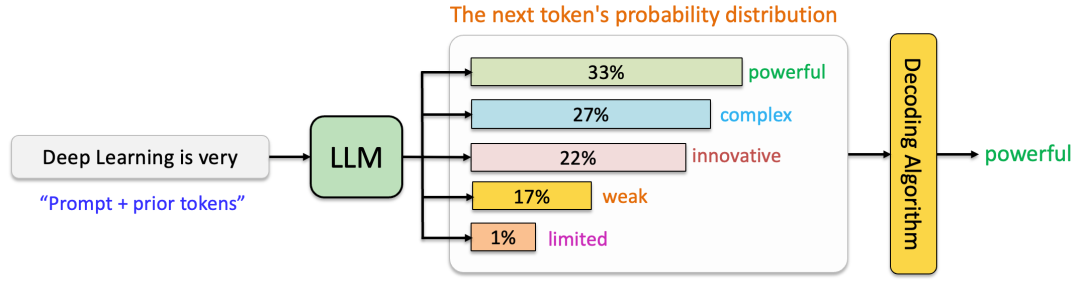 The next token's probability distribution
Deep Learning is very
"Prompt + prior tokens"
LLM
33%
powerful
27%
complex
22%
innovative
17%
weak
1%
limited
Decoding Algorithm
powerful